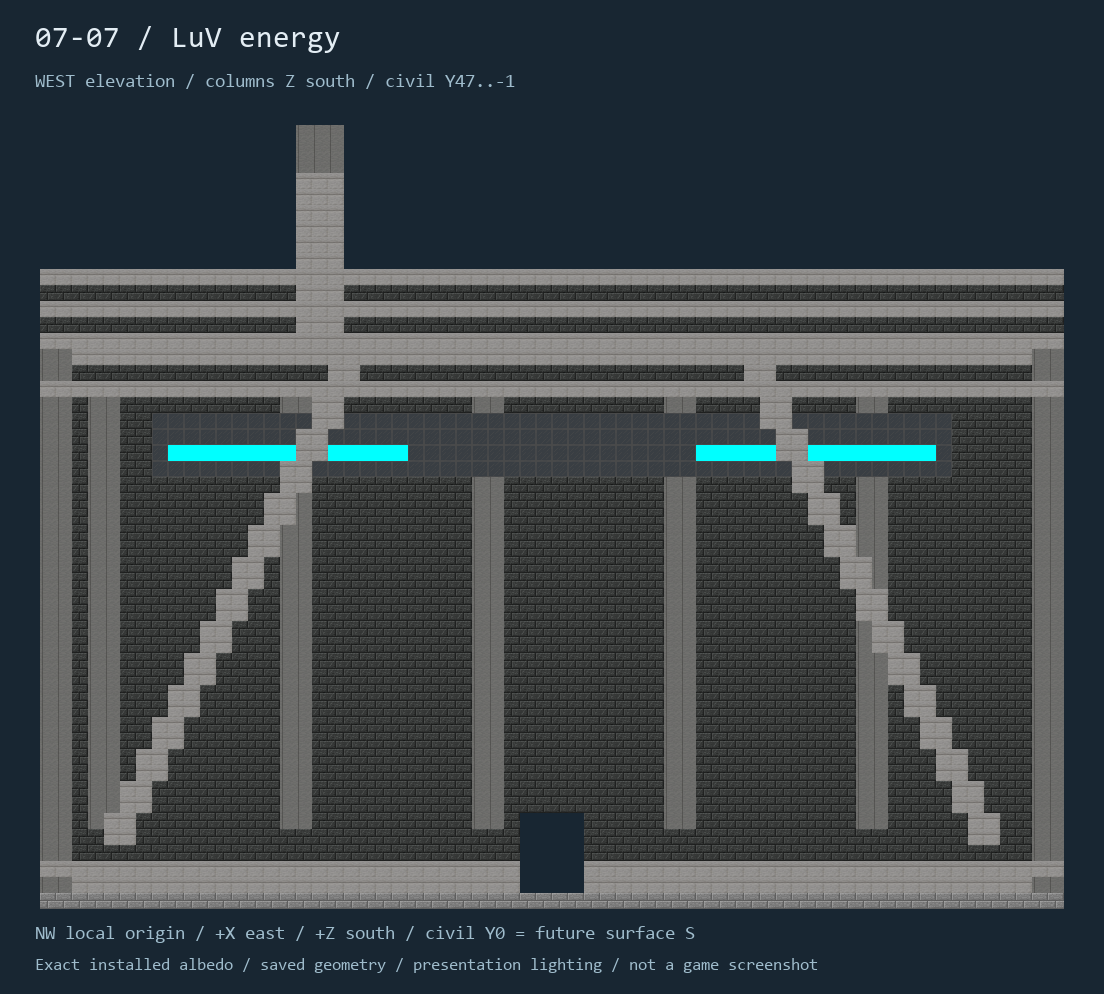 07-07 / LuV energy
WEST elevation / columns Z south / civil Y47..-1
NW local origin / +X east / +Z south / civil Y0 = future surface S
Exact installed albedo / saved geometry / presentation lighting / not a game screenshot